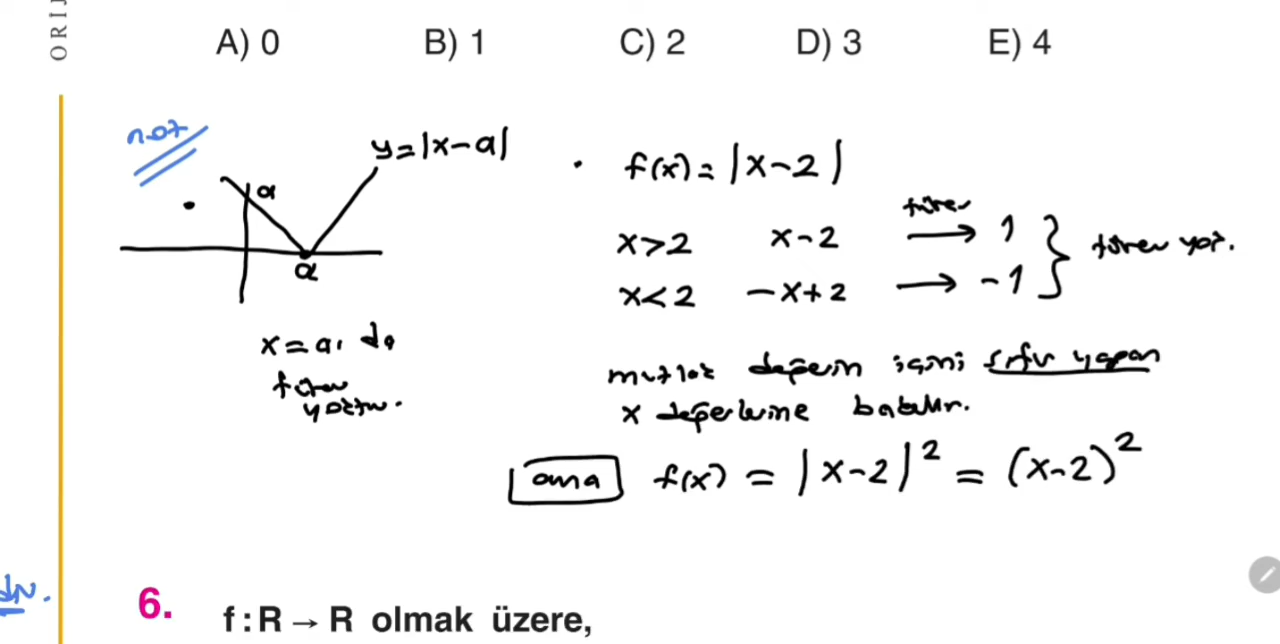 ORİJ
A) 0 B) 1 C) 2 D) 3 E) 4
not
y=|x-a|
a
a
x=a, da
türev
yoktur.
f(x)=|x-2|
türev
x>2 x-2 → 1
x<2 -x+2 → -1
türev yok.
mutlak değerin içini sıfır yapan
x değerlerine bakılır.
ama f(x) = |x-2|² = (x-2)²
6. f:R→R olmak üzere,